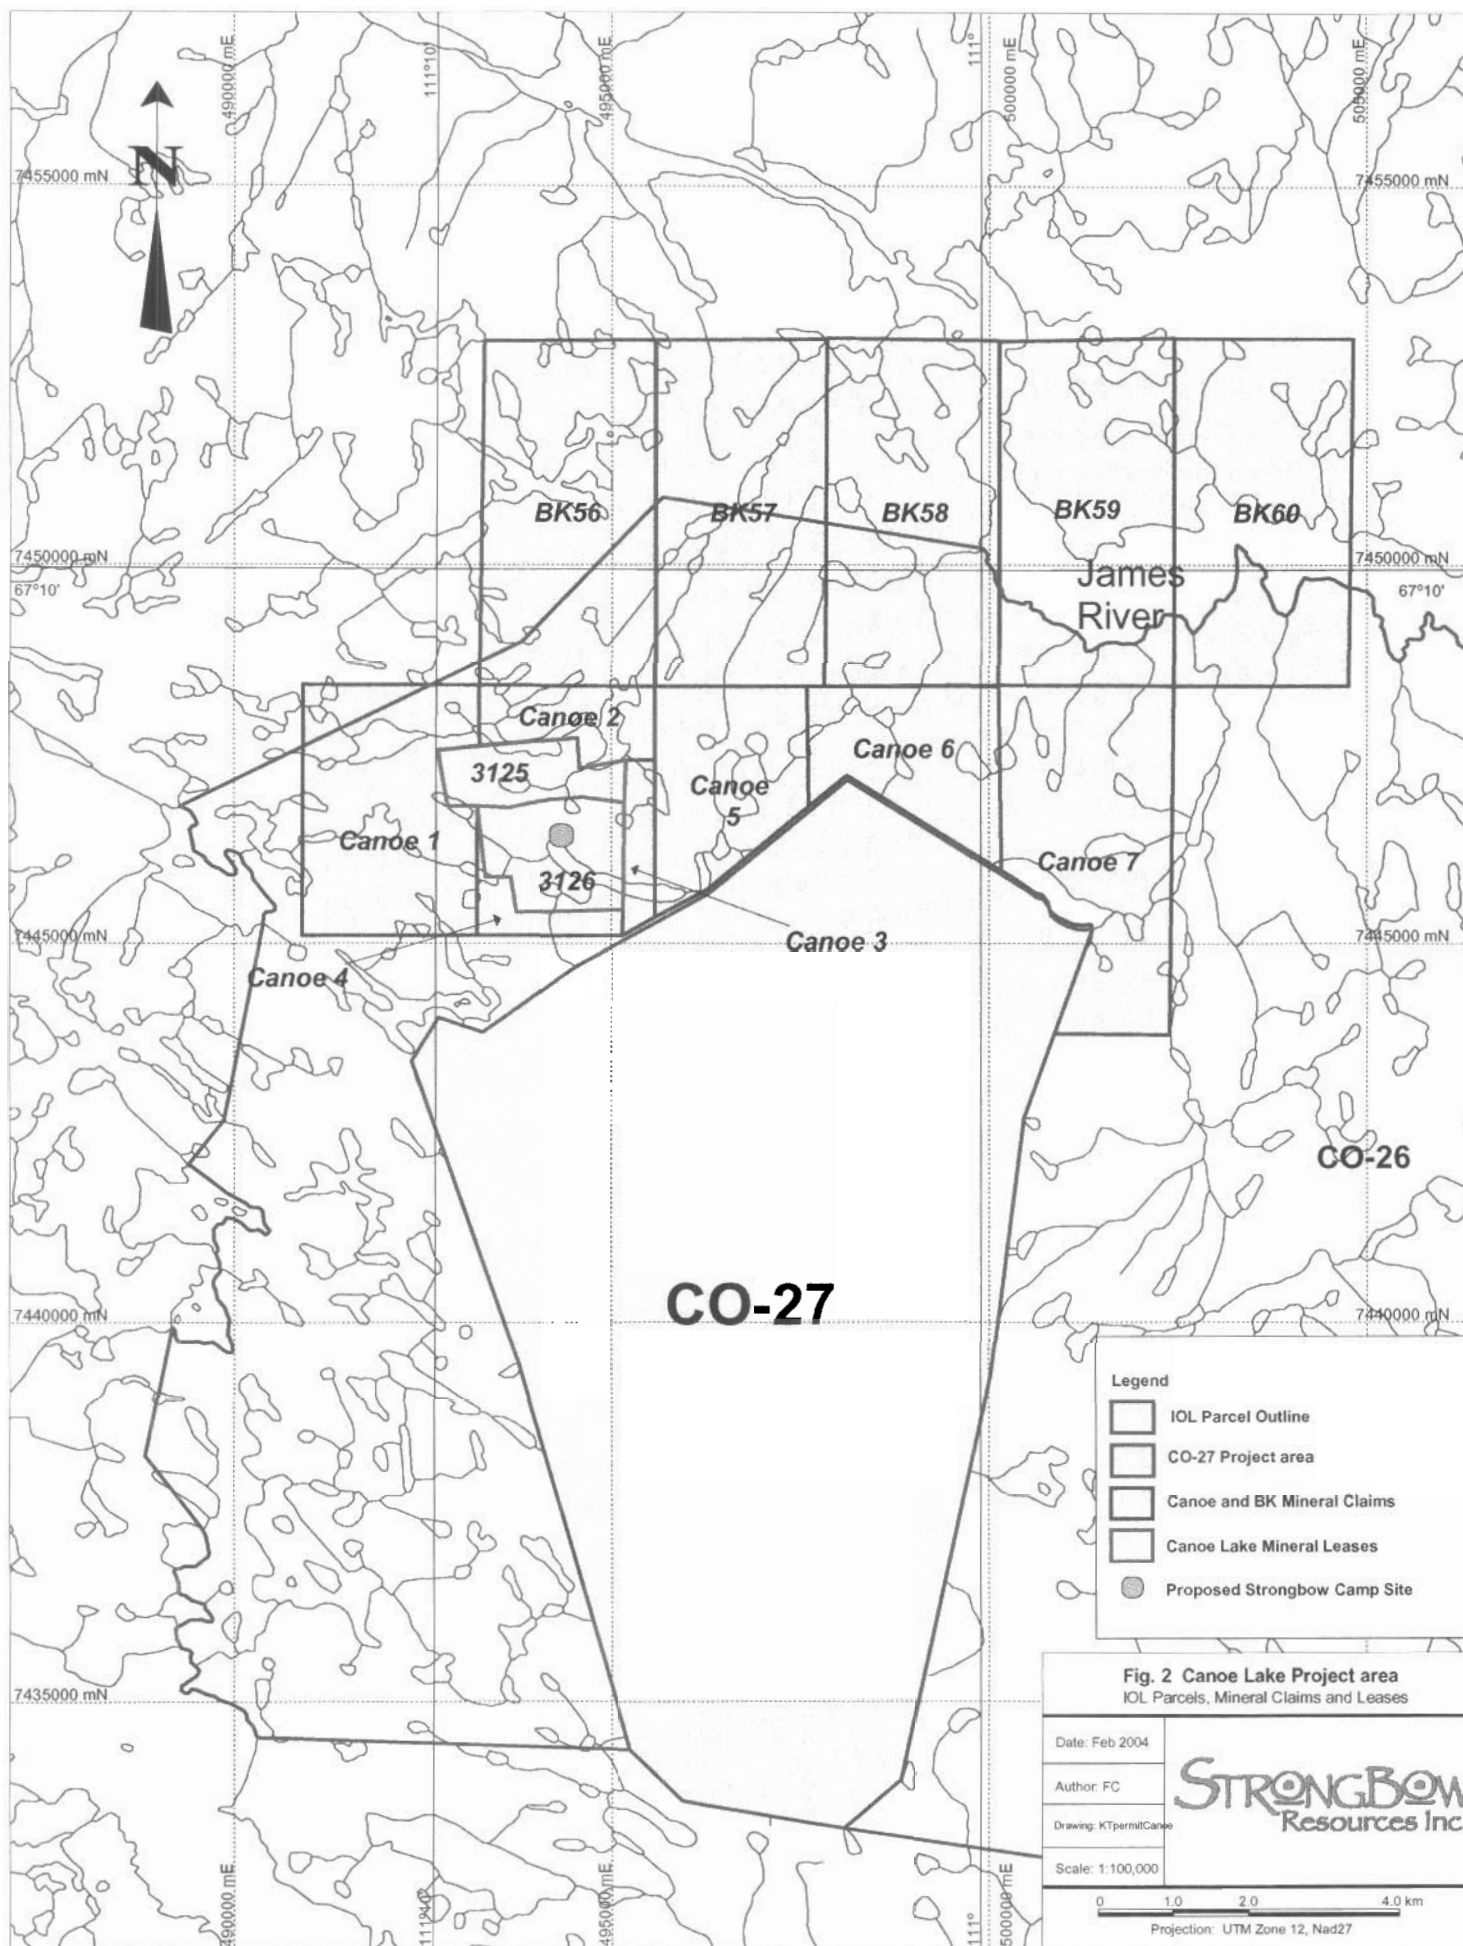 490000 mE
111°10'
495000 mE
111°
500000 mE
505000 mE
N
7455000 mN
7455000 mN
BK56
BK57
BK58
BK59
BK60
7450000 mN
7450000 mN
67°10'
67°10'
James
River
Canoe 2
3125
Canoe
5
Canoe 6
Canoe 1
Canoe 7
3126
7445000 mN
7445000 mN
Canoe 3
Canoe 4
CO-26
CO-27
7440000 mN
7440000 mN
Legend
IOL Parcel Outline
CO-27 Project area
Canoe and BK Mineral Claims
Canoe Lake Mineral Leases
Proposed Strongbow Camp Site
7435000 mN
Fig. 2 Canoe Lake Project area
IOL Parcels, Mineral Claims and Leases
Date: Feb 2004
Author: FC
Drawing: KTpermitCanoe
Scale: 1:100,000
STRONGBOW
Resources Inc
0 1.0 2.0 4.0 km
Projection: UTM Zone 12, Nad27
490000 mE
111°10'
495000 mE
111°
500000 mE